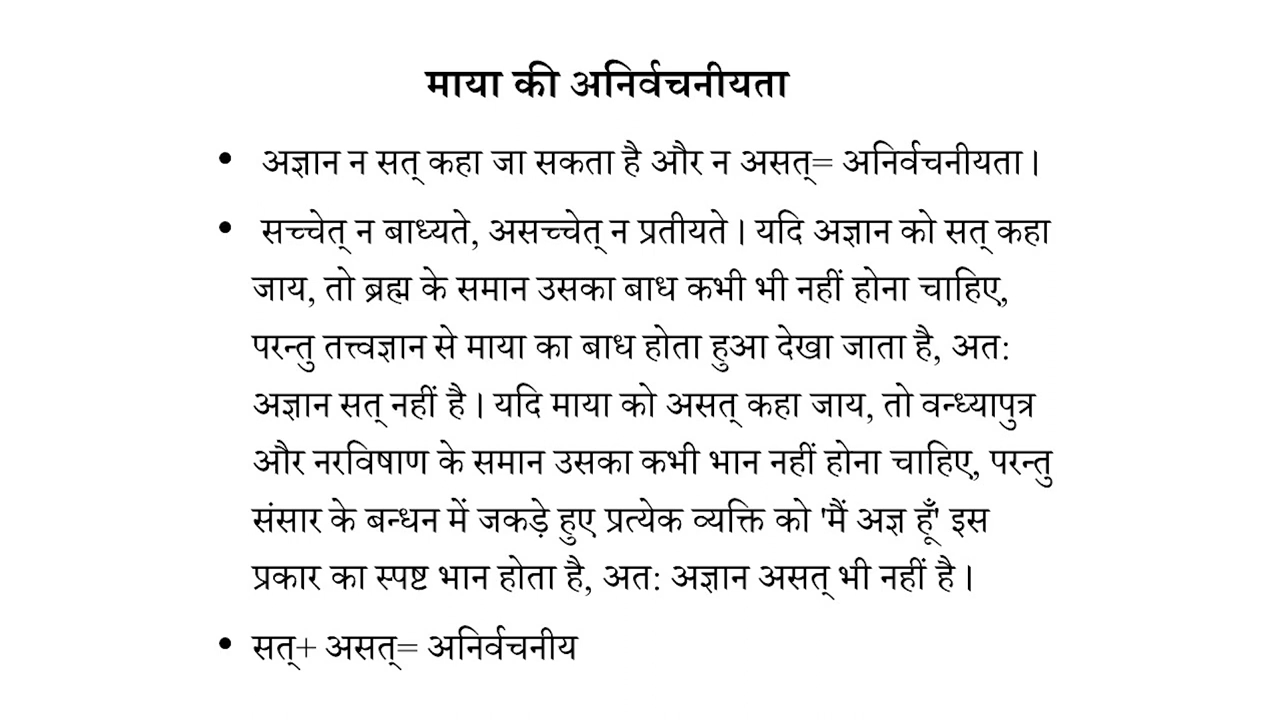 माया की अनिर्वचनीयता
• अज्ञान न सत् कहा जा सकता है और न असत्= अनिर्वचनीयता।
• सच्चेत् न बाध्यते, असच्चेत् न प्रतीयते। यदि अज्ञान को सत् कहा
जाय, तो ब्रह्म के समान उसका बाध कभी भी नहीं होना चाहिए,
परन्तु तत्त्वज्ञान से माया का बाध होता हुआ देखा जाता है, अत:
अज्ञान सत् नहीं है। यदि माया को असत् कहा जाय, तो वन्ध्यापुत्र
और नरविषाण के समान उसका कभी भान नहीं होना चाहिए, परन्तु
संसार के बन्धन में जकड़े हुए प्रत्येक व्यक्ति को 'मैं अज्ञ हूँ' इस
प्रकार का स्पष्ट भान होता है, अत: अज्ञान असत् भी नहीं है।
• सत्+ असत्= अनिर्वचनीय